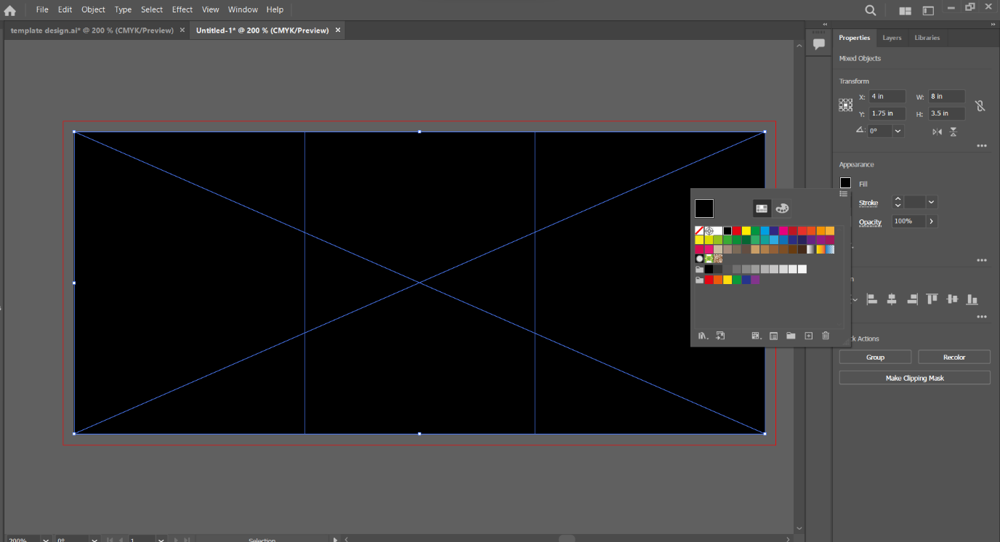 File Edit Object Type Select Effect View Window Help
template design.ai* @ 200 % (CMYK/Preview) × Untitled-1* @ 200 % (CMYK/Preview) ×
Properties Layers Libraries
Mixed Objects
Transform
X: 4 in W: 8 in
Y: 1.75 in H: 3.5 in
0°
Appearance
Fill
Stroke
Opacity 100%
n
ck Actions
Group Recolor
Make Clipping Mask
200% 0° 1 Selection